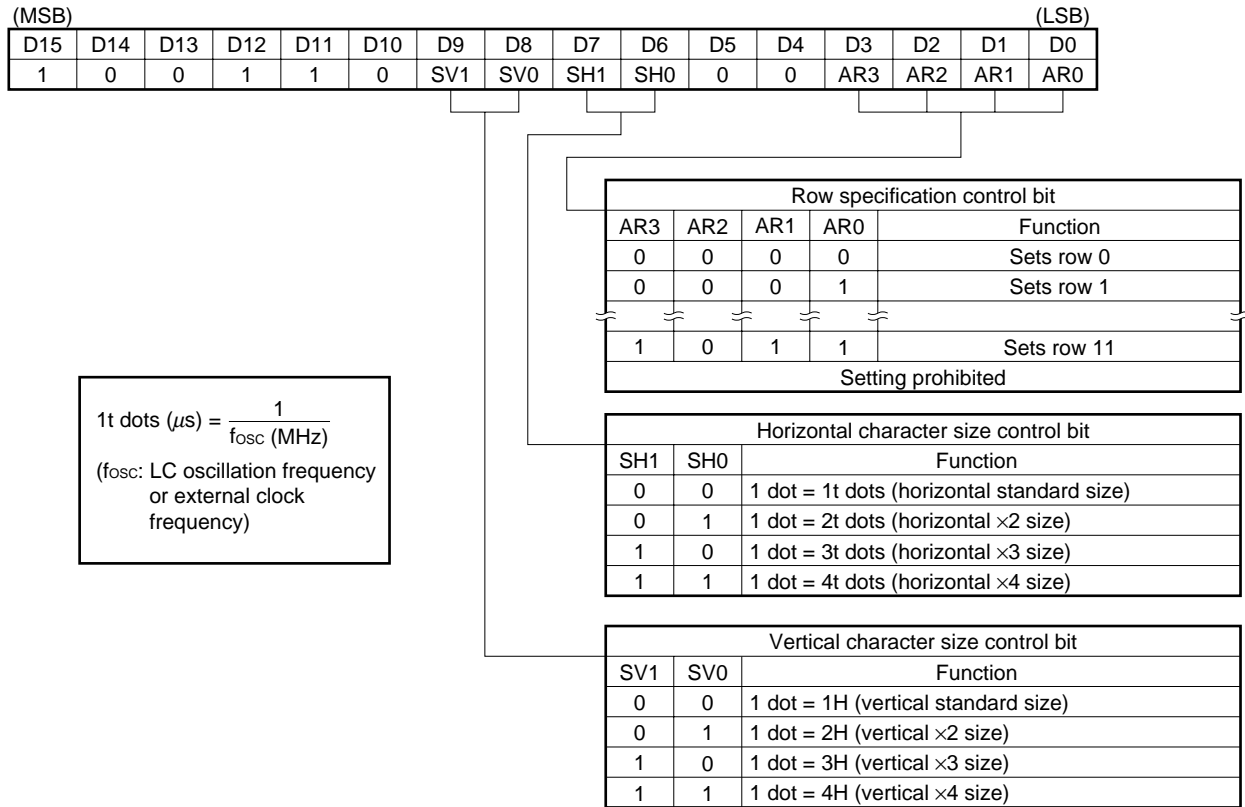 (MSB) (LSB)
D15 D14 D13 D12 D11 D10 D9 D8 D7 D6 D5 D4 D3 D2 D1 D0
1 0 0 1 1 0 SV1 SV0 SH1 SH0 0 0 AR3 AR2 AR1 AR0
Row specification control bit
AR3 AR2 AR1 AR0 Function
0 0 0 0 Sets row 0
0 0 0 1 Sets row 1
1 0 1 1 Sets row 11
Setting prohibited
1t dots (μs) = 1 / fosc (MHz)
(fosc: LC oscillation frequency
or external clock
frequency)
Horizontal character size control bit
SH1 SH0 Function
0 0 1 dot = 1t dots (horizontal standard size)
0 1 1 dot = 2t dots (horizontal ×2 size)
1 0 1 dot = 3t dots (horizontal ×3 size)
1 1 1 dot = 4t dots (horizontal ×4 size)
Vertical character size control bit
SV1 SV0 Function
0 0 1 dot = 1H (vertical standard size)
0 1 1 dot = 2H (vertical ×2 size)
1 0 1 dot = 3H (vertical ×3 size)
1 1 1 dot = 4H (vertical ×4 size)